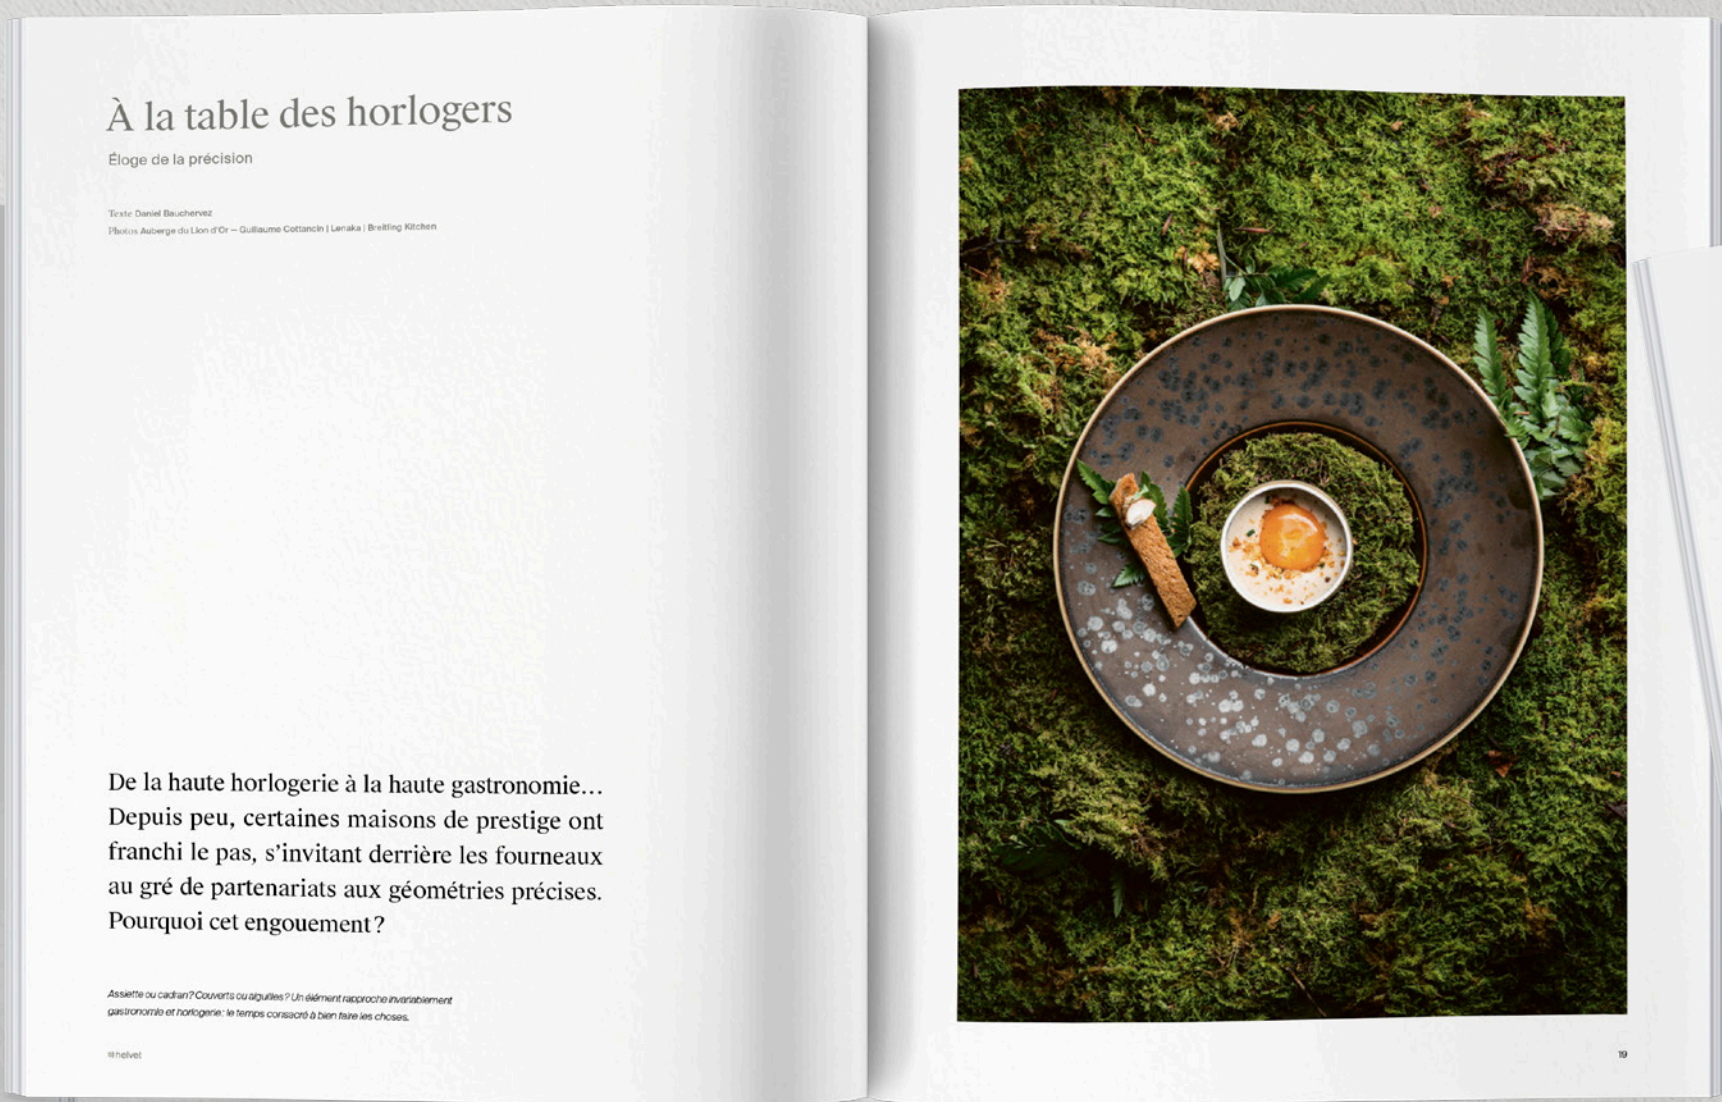 À la table des horlogers
Éloge de la précision
Texte Daniel Bauchervez
Photos Auberge du Lion d'Or – Guillaume Cottancin | Lenaka | Breitling Kitchen
De la haute horlogerie à la haute gastronomie...
Depuis peu, certaines maisons de prestige ont
franchi le pas, s'invitant derrière les fourneaux
au gré de partenariats aux géométries précises.
Pourquoi cet engouement ?
Assiette ou cadran ? Couverts ou aiguilles ? Un élément rapproche invariablement
gastronomie et horlogerie : le temps consacré à bien faire les choses.
#helvet
19